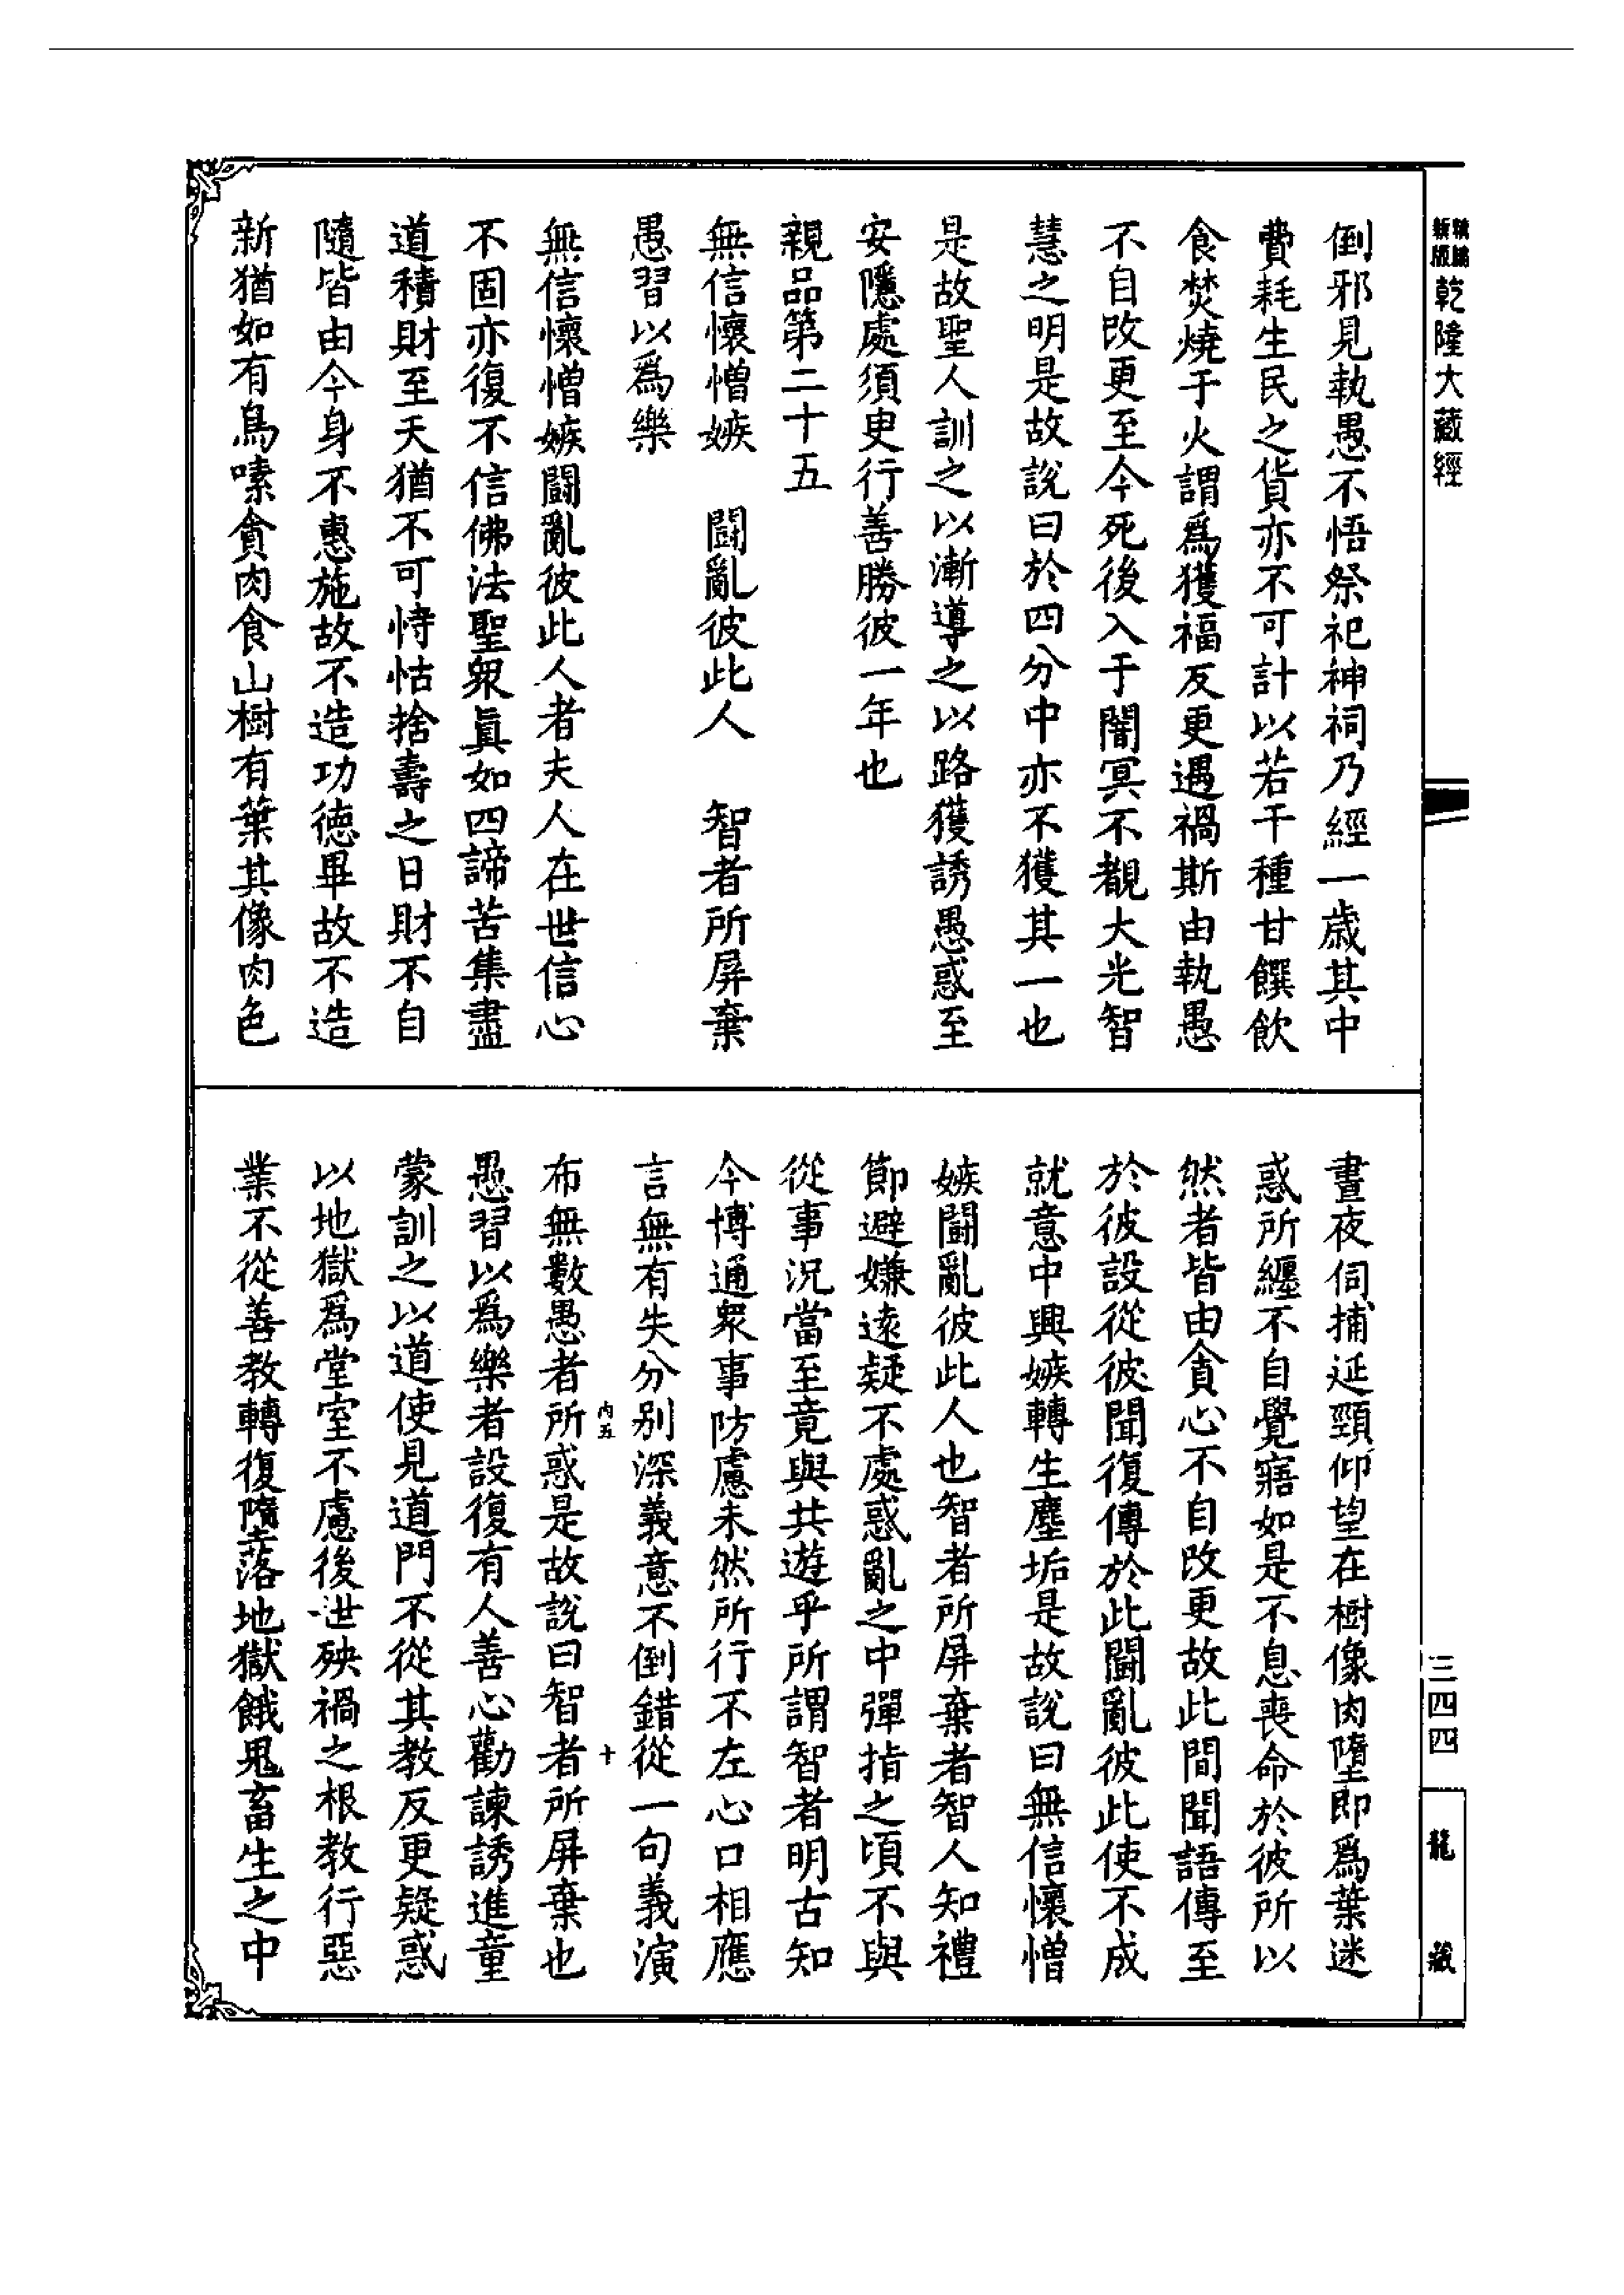 乾隆大藏經
倒邪見執愚不悟祭祀神祠乃經一歲其中
費耗生民之貨亦不可計以若干種甘饌飲
食焚燒于火謂爲獲福反更遇禍斯由執愚
不自改更至今死後入于闇冥不覩大光智
慧之明是故說曰於四分中亦不獲其一也
是故聖人訓之以漸導之以路獲誘愚惑至
安隱處須臾行善勝彼一年也
親品第二十五
無信懷憎嫉　鬪亂彼此人　智者所屏棄
愚習以爲樂
無信懷憎嫉鬪亂彼此人者夫人在世信心
不固亦復不信佛法聖眾眞如四諦苦集盡
道積財至天猶不可恃怙捨壽之日財不自
隨皆由今身不惠施故不造功德畢故不造
新猶如有鳥嗉貪肉食山樹有葉其像肉色
晝夜伺捕延頸仰望在樹像肉墮即爲葉迷
惑所纏不自覺寤如是不息喪命於彼所以
然者皆由貪心不自改更故此間聞語傳至
於彼設從彼聞復傳於此鬪亂彼此使不成
就意中興嫉轉生塵垢是故說曰無信懷憎
嫉鬪亂彼此人也智者所屏棄者智人知禮
節避嫌遠疑不處惑亂之中彈指之頃不與
從事況當至竟與共遊乎所謂智者明古知
今博通眾事防慮未然所行不左心口相應
言無有失分別深義意不倒錯從一句義演
內五　十
布無數愚者所惑是故說曰智者所屏棄也
愚習以爲樂者設復有人善心勸諫誘進童
蒙訓之以道使見道門不從其教反更疑惑
以地獄爲堂室不慮後世殃禍之根教行惡
業不從善教轉復墮落地獄餓鬼畜生之中
三四四
龍藏